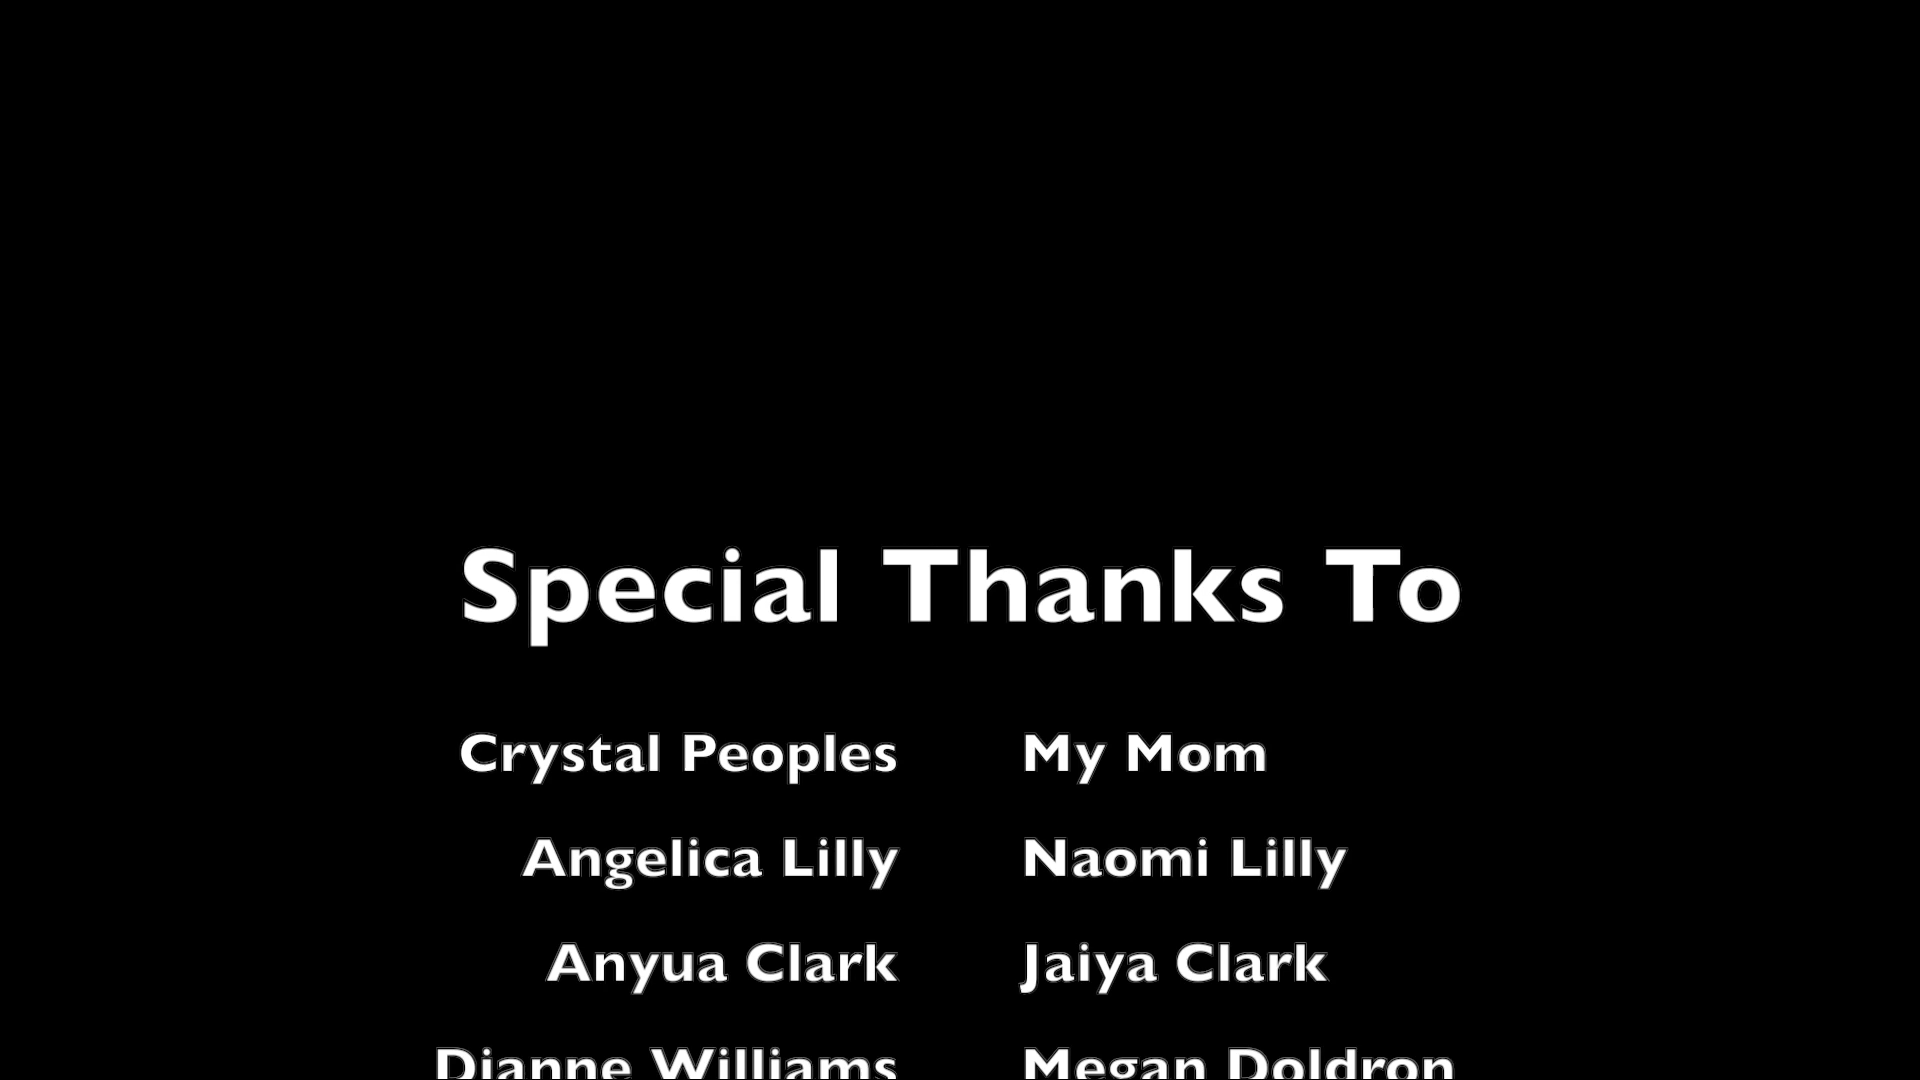 Special Thanks To
Crystal Peoples My Mom
Angelica Lilly Naomi Lilly
Anyua Clark Jaiya Clark
Dianne Williams Megan Doldron